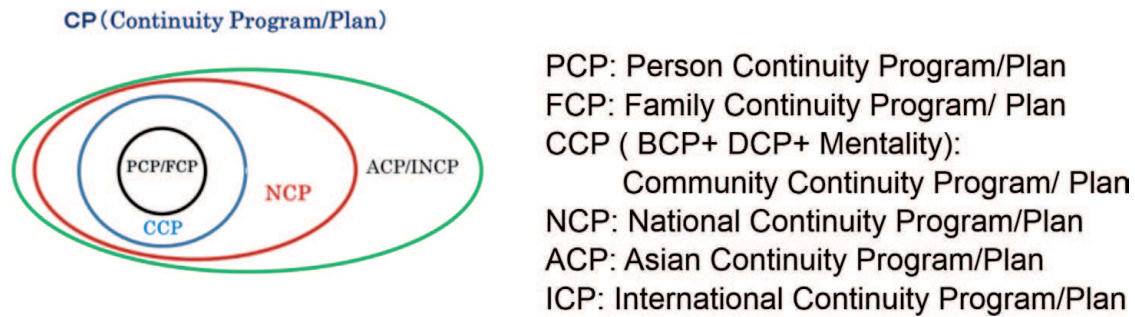 CP(Continuity Program/Plan)
PCP/FCP
CCP
NCP
ACP/INCP
PCP: Person Continuity Program/Plan
FCP: Family Continuity Program/ Plan
CCP ( BCP+ DCP+ Mentality):
Community Continuity Program/ Plan
NCP: National Continuity Program/Plan
ACP: Asian Continuity Program/Plan
ICP: International Continuity Program/Plan